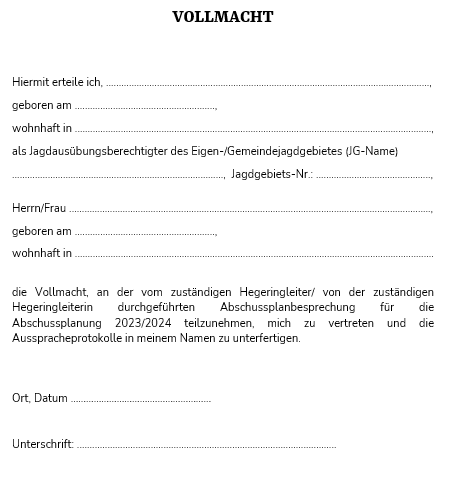 VOLLMACHT
Hiermit erteile ich, ........................................................................................................................,
geboren am ....................................................,
wohnhaft in ....................................................................................................................................,
als Jagdausübungsberechtigter des Eigen-/Gemeindejagdgebietes (JG-Name)
..............................................................................., Jagdgebiets-Nr.: ..........................................,
Herrn/Frau ......................................................................................................................................,
geboren am ....................................................,
wohnhaft in ....................................................................................................................................
die Vollmacht, an der vom zuständigen Hegeringleiter/ von der zuständigen
Hegeringleiterin durchgeführten Abschussplanbesprechung für die
Abschussplanung 2023/2024 teilzunehmen, mich zu vertreten und die
Ausspracheprotokolle in meinem Namen zu unterfertigen.
Ort, Datum ....................................................
Unterschrift: ................................................................................................